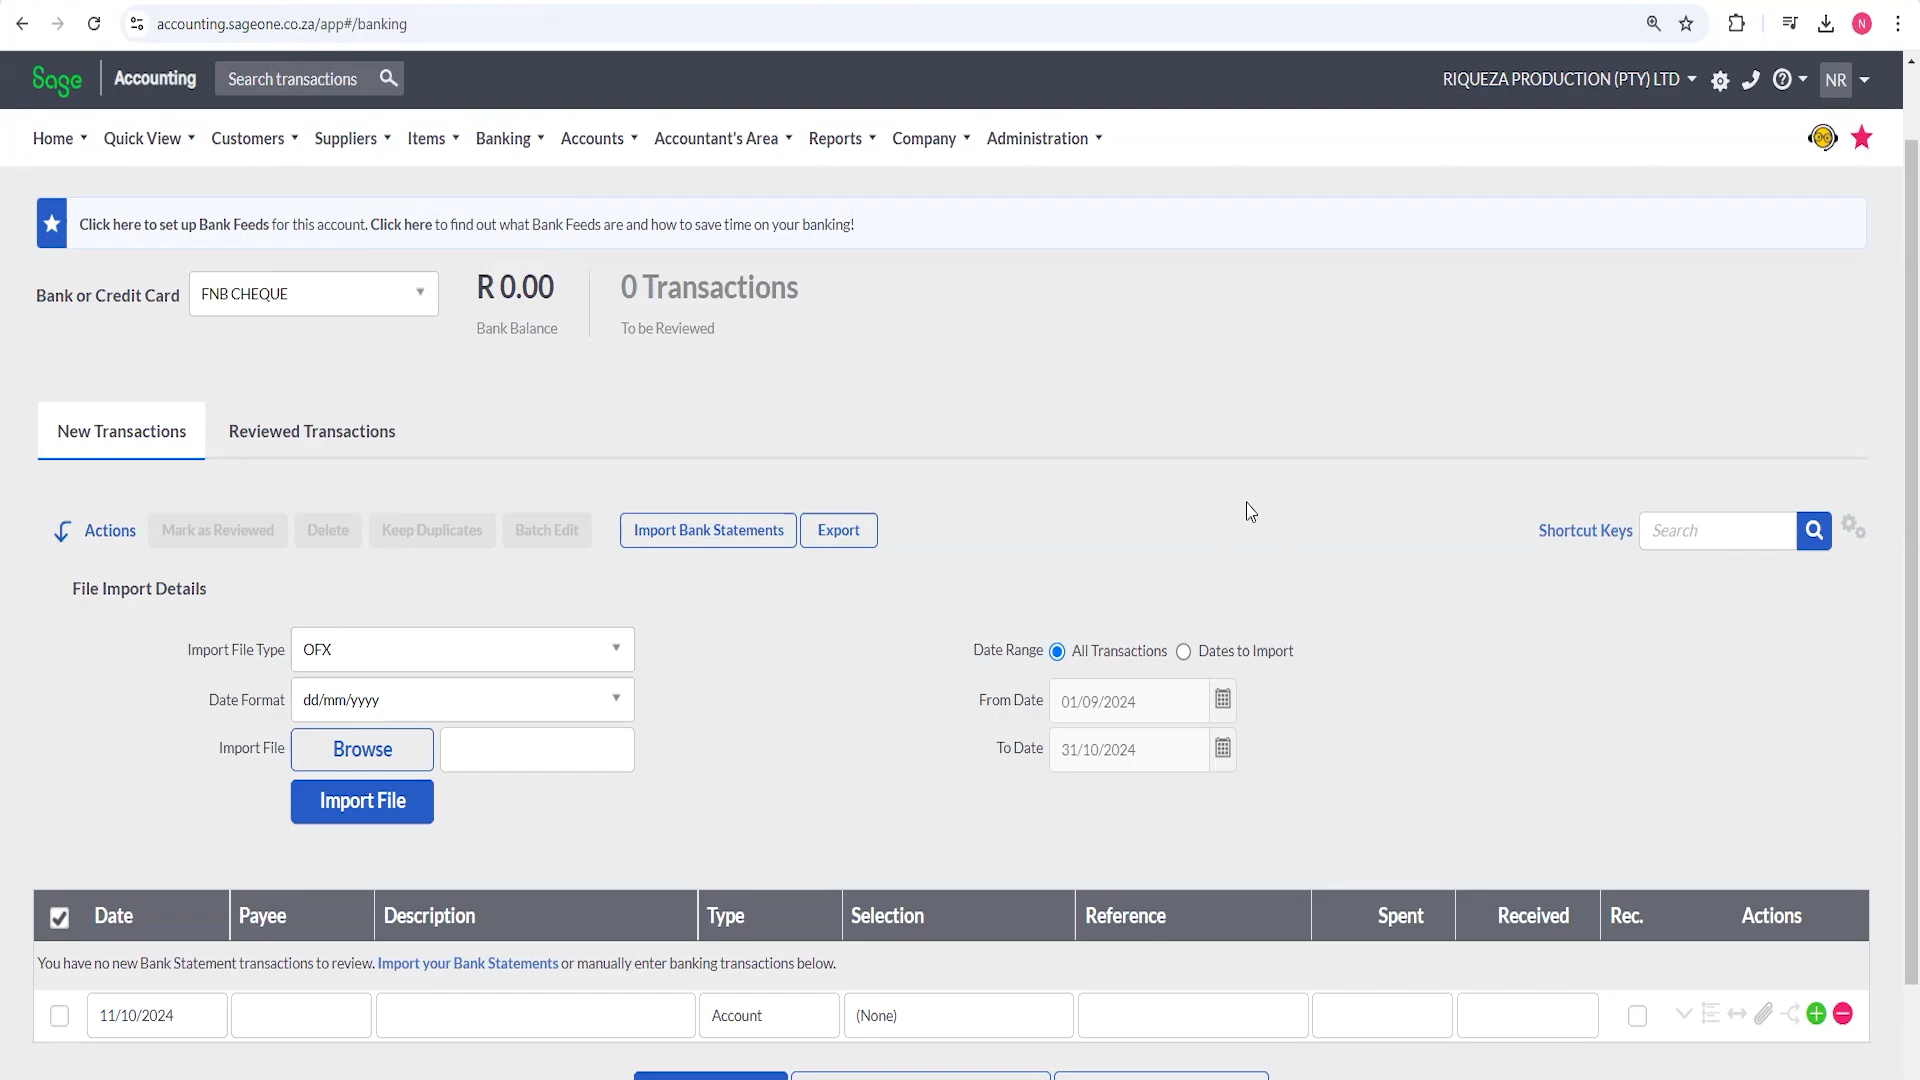 accounting.sageone.co.za/app#/banking
N
Sage Accounting Search transactions RIQUEZA PRODUCTION (PTY) LTD NR
Home Quick View Customers Suppliers Items Banking Accounts Accountant's Area Reports Company Administration
Click here to set up Bank Feeds for this account. Click here to find out what Bank Feeds are and how to save time on your banking!
Bank or Credit Card FNB CHEQUE R 0.00 0 Transactions
Bank Balance To be Reviewed
New Transactions Reviewed Transactions
Actions Mark as Reviewed Delete Keep Duplicates Batch Edit Import Bank Statements Export Shortcut Keys Search
File Import Details
Import File Type OFX Date Range All Transactions Dates to Import
Date Format dd/mm/yyyy From Date 01/09/2024
Import File Browse To Date 31/10/2024
Import File
Date Payee Description Type Selection Reference Spent Received Rec. Actions
You have no new Bank Statement transactions to review. Import your Bank Statements or manually enter banking transactions below.
11/10/2024 Account (None)